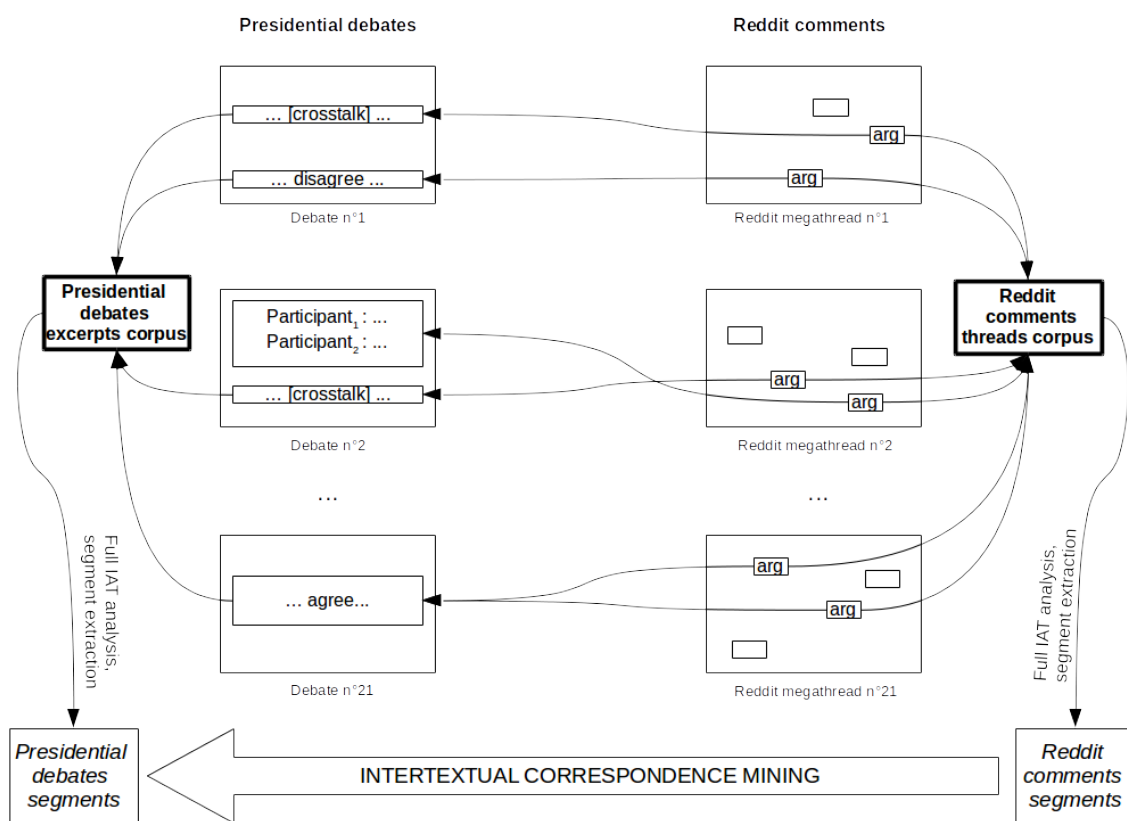 Presidential debates
Reddit comments
... [crosstalk] ...
arg
... disagree ...
arg
Debate n°1
Reddit megathread n°1
Presidential
debates
excerpts corpus
Reddit
comments
threads corpus
Participant1 : ...
Participant2 : ...
... [crosstalk] ...
arg
arg
Debate n°2
Reddit megathread n°2
...
...
Full IAT analysis,
segment extraction
Full IAT analysis,
segment extraction
arg
... agree...
arg
Debate n°21
Reddit megathread n°21
Presidential
debates
segments
INTERTEXTUAL CORRESPONDENCE MINING
Reddit
comments
segments